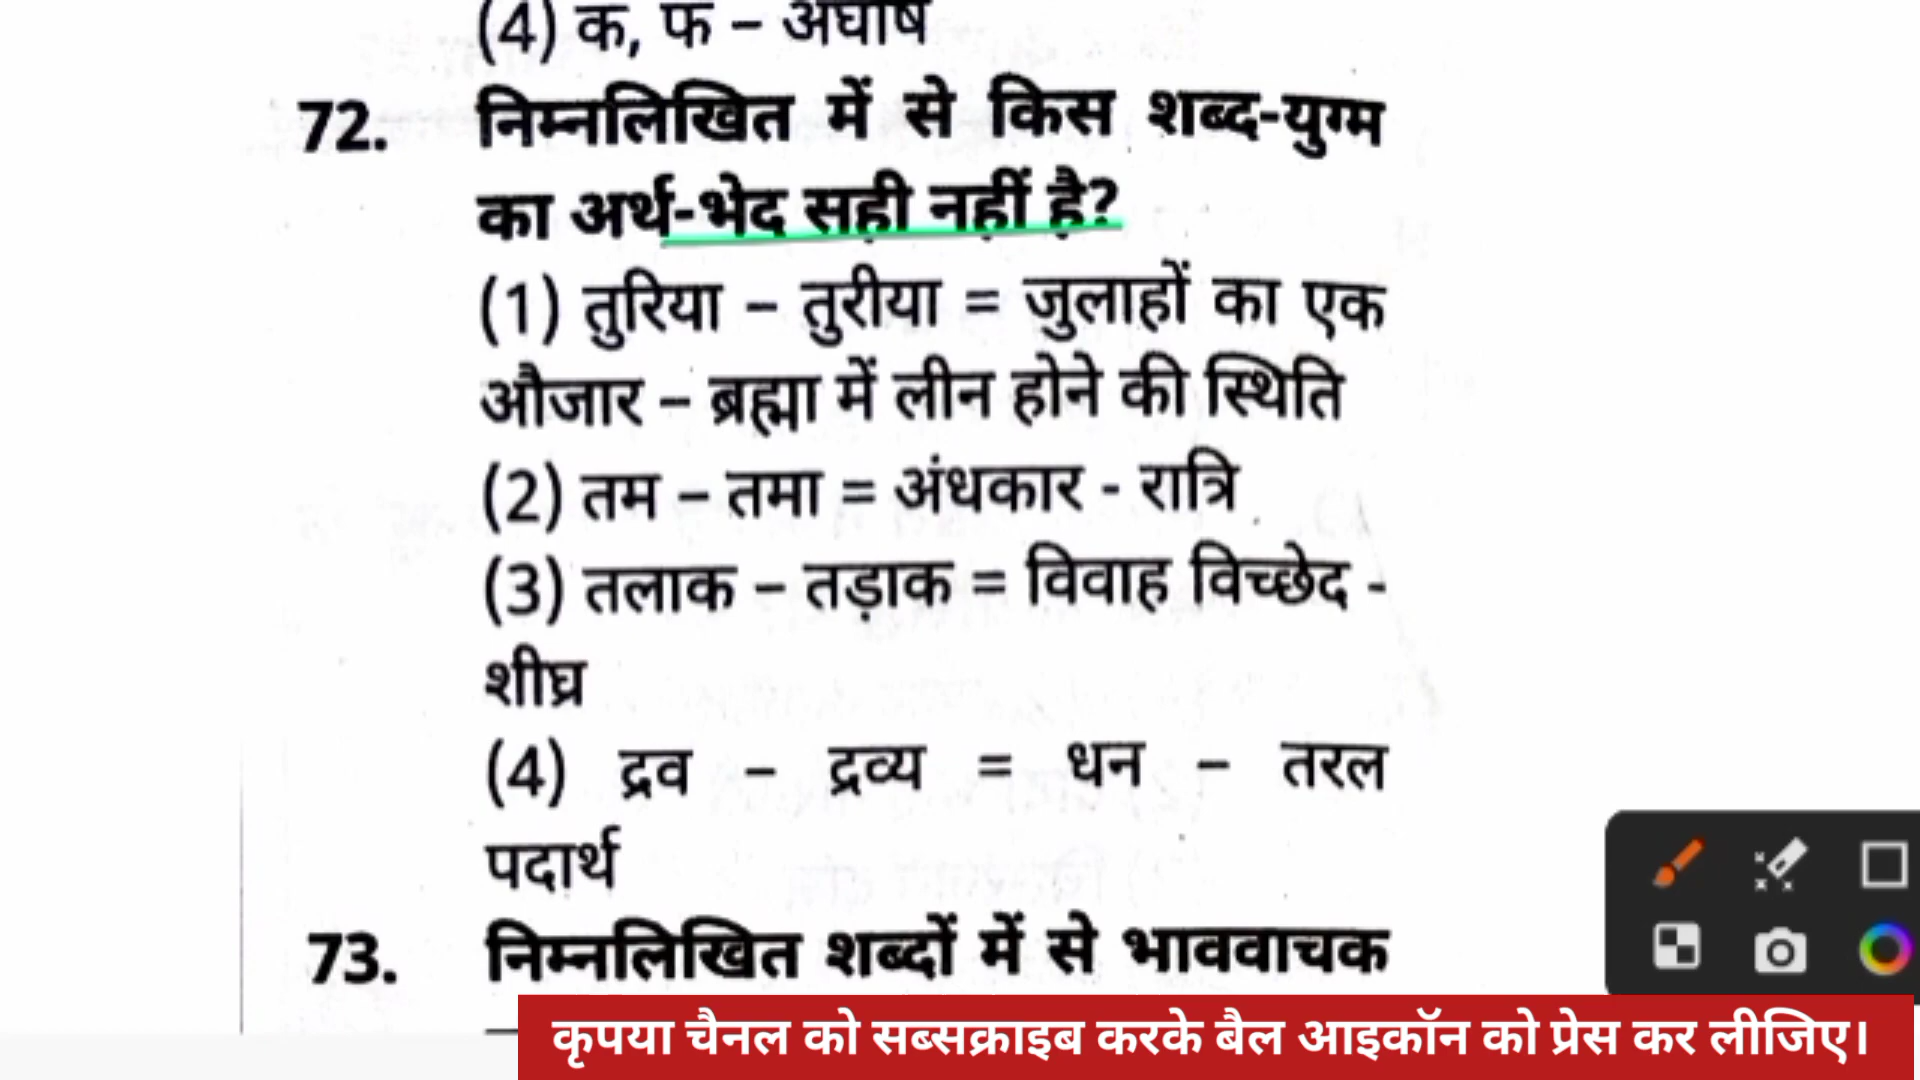 (4) क, फ – अघोष
72. निम्नलिखित में से किस शब्द-युग्म
का अर्थ-भेद सही नहीं है?
(1) तुरिया – तुरीया = जुलाहों का एक
औजार – ब्रह्मा में लीन होने की स्थिति
(2) तम – तमा = अंधकार - रात्रि
(3) तलाक – तड़ाक = विवाह विच्छेद -
शीघ्र
(4) द्रव – द्रव्य = धन – तरल
पदार्थ
73. निम्नलिखित शब्दों में से भाववाचक
कृपया चैनल को सब्सक्राइब करके बैल आइकॉन को प्रेस कर लीजिए।